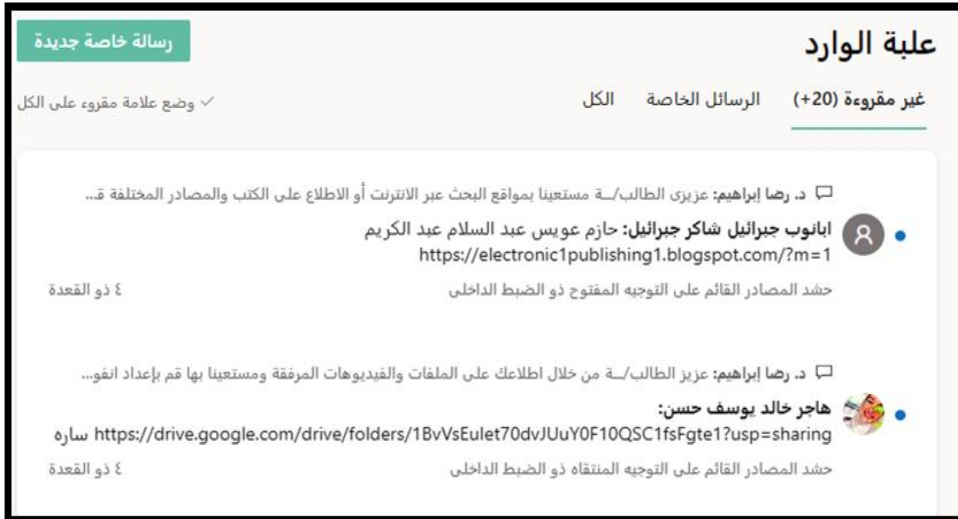 علبة الوارد
رسالة خاصة جديدة
غير مقروءة (20+)
الرسائل الخاصة
الكل
وضع علامة مقروء على الكل
د. رضا إبراهيم: عزيزى الطالب/ـة مستعينا بمواقع البحث عبر الانترنت أو الاطلاع على الكتب والمصادر المختلفة قـ...
ابانوب جبرائيل شاكر جبرائيل: حازم عويس عبد السلام عبد الكريم
https://electronic1publishing1.blogspot.com/?m=1
حشد المصادر القائم على التوجيه المفتوح ذو الضبط الداخلى
٤ ذو القعدة
د. رضا إبراهيم: عزيز الطالب/ـة من خلال اطلاعك على الملفات والفيديوهات المرفقة ومستعينا بها قم بإعداد انفو...
هاجر خالد يوسف حسن:
https://drive.google.com/drive/folders/1BvVsEulet70dvJUuY0F10QSC1fsFgte1?usp=sharing ساره
حشد المصادر القائم على التوجيه المنتقاه ذو الضبط الداخلى
٤ ذو القعدة